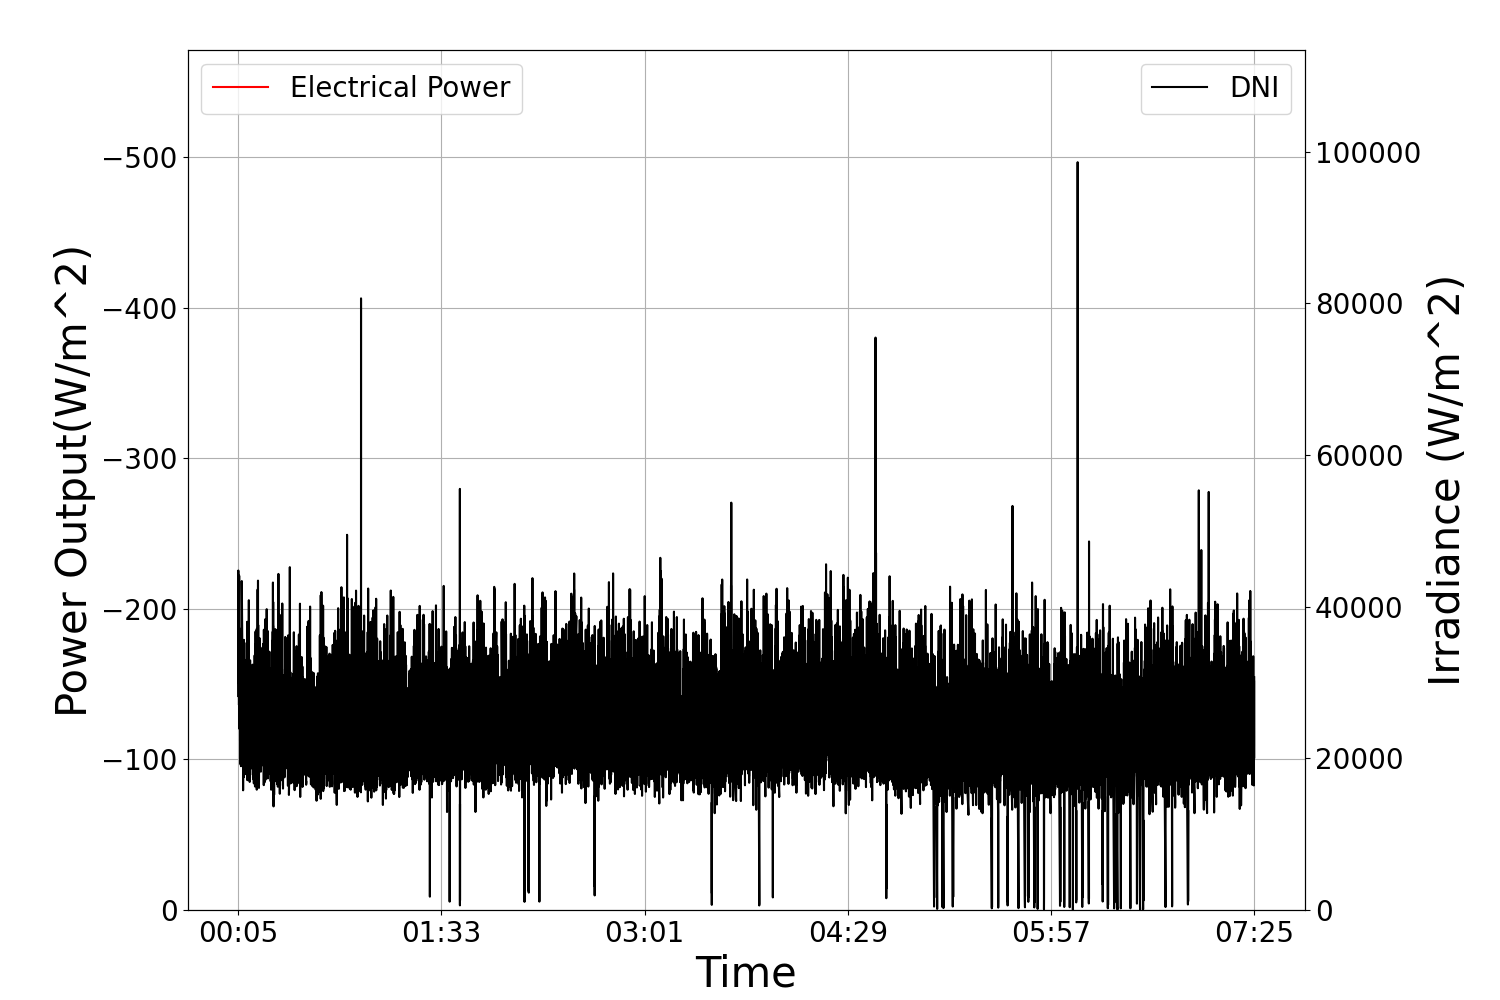 Electrical Power
DNI
Power Output(W/m^2)
−500
−400
−300
−200
−100
0
100000
80000
60000
40000
20000
0
Irradiance (W/m^2)
00:05 01:33 03:01 04:29 05:57 07:25
Time